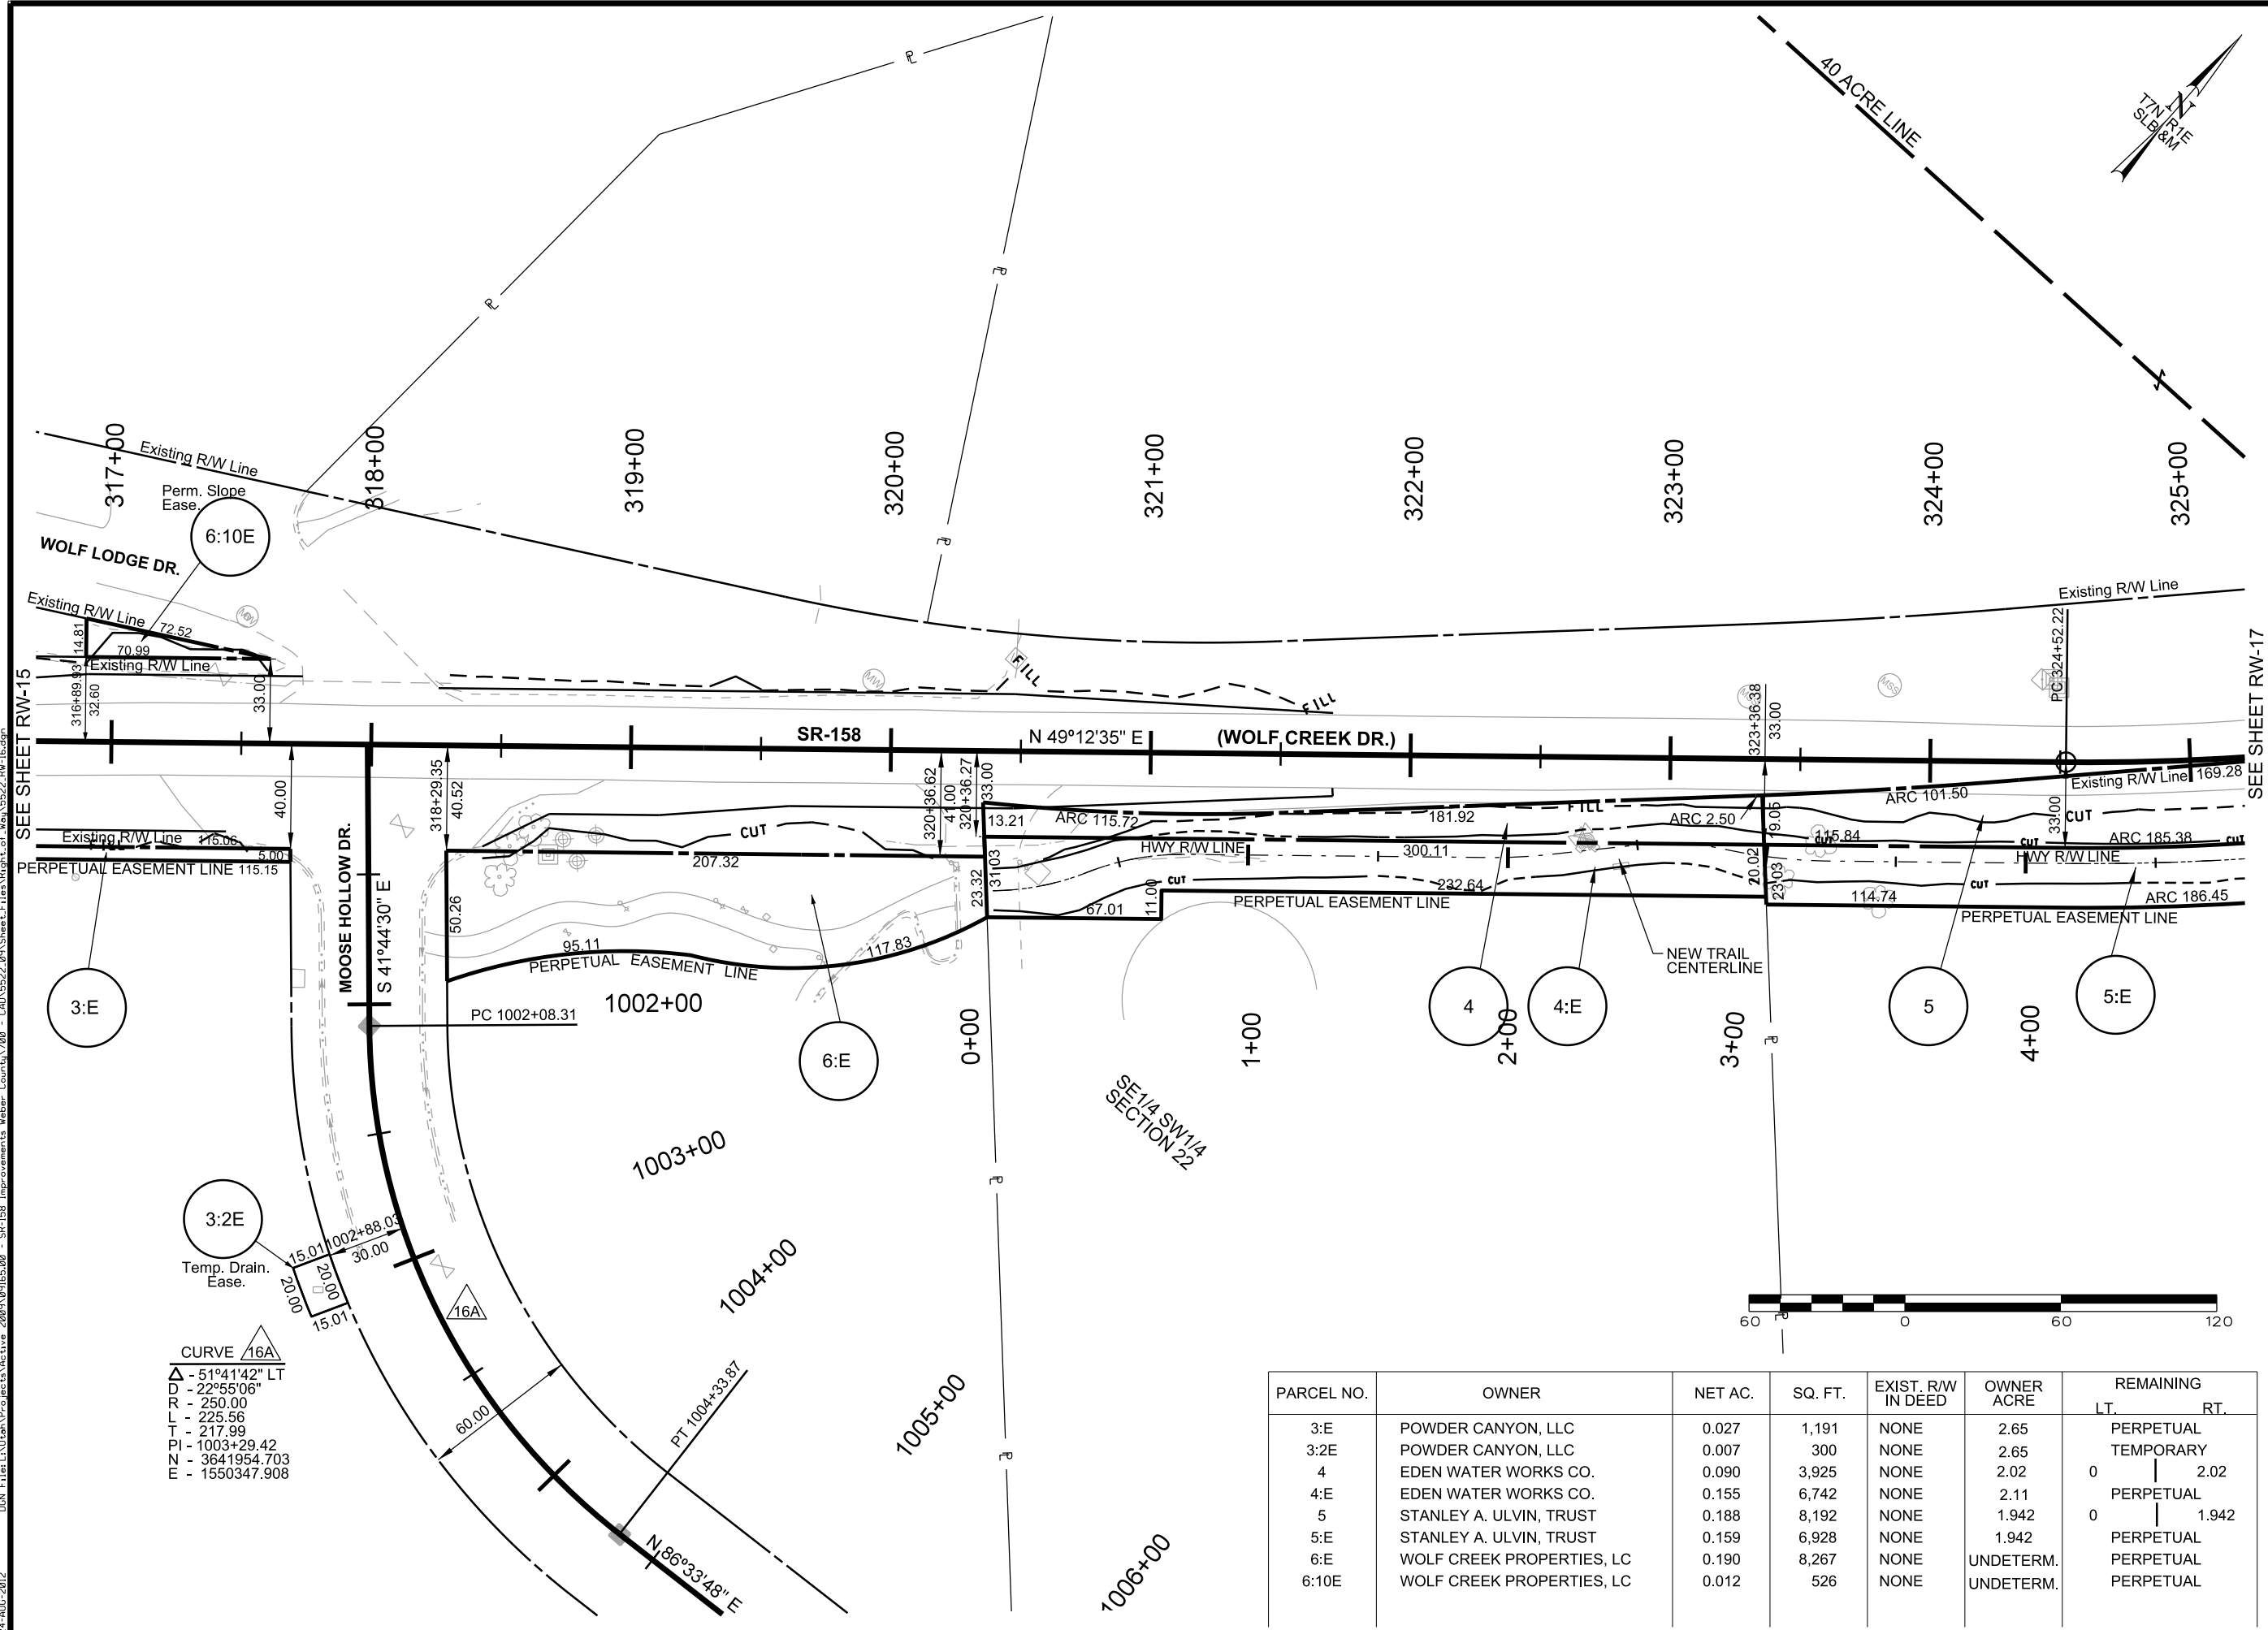 40 ACRE LINE
T7N R1E
SLB &M
N
317+00
318+00
319+00
320+00
321+00
322+00
323+00
324+00
325+00
Existing R/W Line
Perm. Slope
Ease.
6:10E
WOLF LODGE DR.
Existing R/W Line
72.52
14.81
70.99
Existing R/W Line
316+89.93
32.60
33.00
SEE SHEET RW-15
SEE SHEET RW-17
Existing R/W Line
PC 324+52.22
33.00
FILL
FILL
MW
MSS
SR-158
N 49°12'35" E
(WOLF CREEK DR.)
323+36.38
33.00
40.00
318+29.35
40.52
320+36.62
41.00
320+36.27
33.00
Existing R/W Line
115.06
5.00
PERPETUAL EASEMENT LINE 115.15
MOOSE HOLLOW DR.
S 41°44'30" E
CUT
207.32
50.26
95.11
117.83
PERPETUAL EASEMENT LINE
23.32
31.03
13.21
ARC 115.72
181.92
FILL
ARC 2.50
19.05
ARC 101.50
Existing R/W Line
169.28
CUT
HWY R/W LINE
300.11
115.84
CUT
ARC 185.38
CUT
HWY R/W LINE
CUT
67.01
11.00
232.64
PERPETUAL EASEMENT LINE
20.02
23.03
114.74
CUT
ARC 186.45
PERPETUAL EASEMENT LINE
NEW TRAIL
CENTERLINE
3:E
6:E
4
4:E
5
5:E
PC 1002+08.31
1002+00
0+00
1+00
2+00
3+00
4+00
SE1/4 SW1/4
SECTION 22
1003+00
1004+00
1005+00
1006+00
3:2E
Temp. Drain.
Ease.
15.01
1002+88.03
30.00
20.00
20.00
15.01
16A
60.00
PT 1004+33.87
N 86°33'48" E
CURVE 16A
Δ - 51°41'42" LT
D - 22°55'06"
R - 250.00
L - 225.56
T - 217.99
PI - 1003+29.42
N - 3641954.703
E - 1550347.908
60 0 60 120
PARCEL NO. OWNER NET AC. SQ. FT. EXIST. R/W IN DEED OWNER ACRE REMAINING LT. RT.
3:E POWDER CANYON, LLC 0.027 1,191 NONE 2.65 PERPETUAL
3:2E POWDER CANYON, LLC 0.007 300 NONE 2.65 TEMPORARY
4 EDEN WATER WORKS CO. 0.090 3,925 NONE 2.02 0 2.02
4:E EDEN WATER WORKS CO. 0.155 6,742 NONE 2.11 PERPETUAL
5 STANLEY A. ULVIN, TRUST 0.188 8,192 NONE 1.942 0 1.942
5:E STANLEY A. ULVIN, TRUST 0.159 6,928 NONE 1.942 PERPETUAL
6:E WOLF CREEK PROPERTIES, LC 0.190 8,267 NONE UNDETERM. PERPETUAL
6:10E WOLF CREEK PROPERTIES, LC 0.012 526 NONE UNDETERM. PERPETUAL